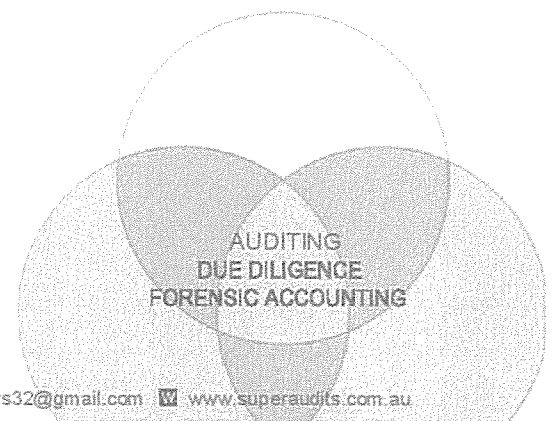 AUDITING
DUE DILIGENCE
FORENSIC ACCOUNTING
s32@gmail.com W www.superaudits.com.au